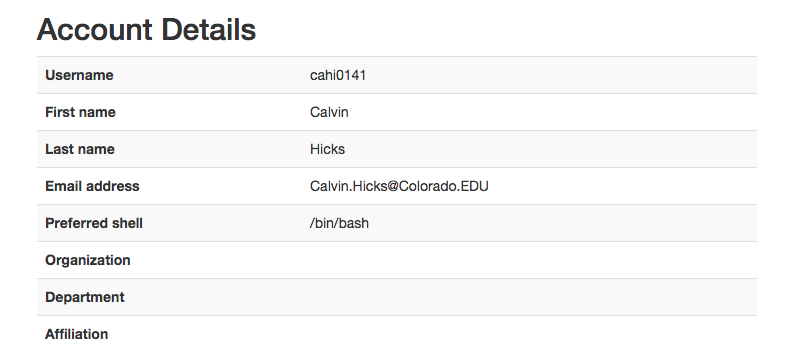 Account Details
Username cahi0141
First name Calvin
Last name Hicks
Email address Calvin.Hicks@Colorado.EDU
Preferred shell /bin/bash
Organization
Department
Affiliation